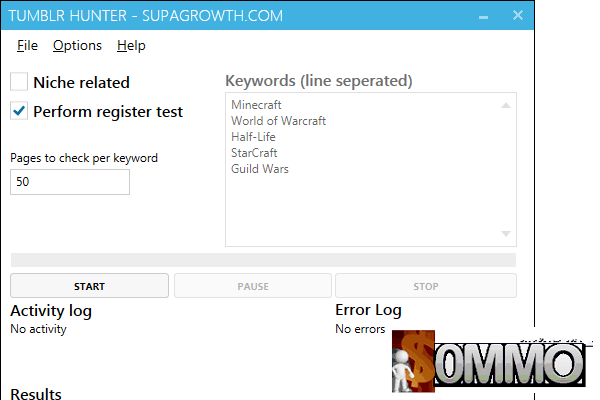 TUMBLR HUNTER - SUPAGROWTH.COM
File Options Help
Niche related
Perform register test
Keywords (line seperated)
Minecraft
World of Warcraft
Half-Life
StarCraft
Guild Wars
Pages to check per keyword
50
START PAUSE STOP
Activity log
No activity
Error Log
No errors
Results
$0MMO